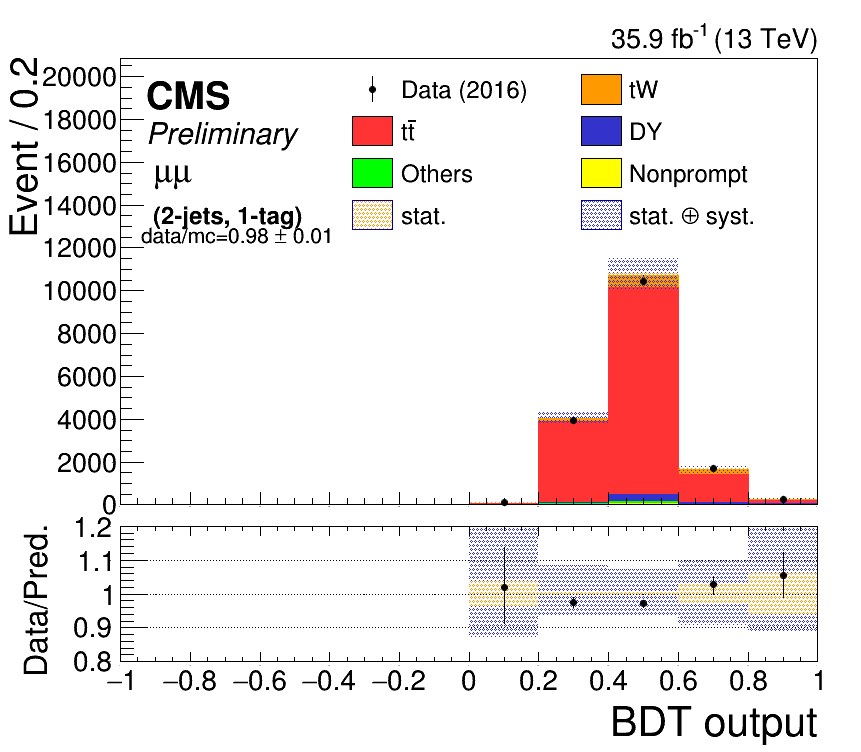 35.9 fb⁻¹ (13 TeV)
Event / 0.2
20000
18000
16000
14000
12000
10000
8000
6000
4000
2000
0
CMS
Preliminary
μμ
(2-jets, 1-tag)
data/mc=0.98 ± 0.01
Data (2016)
tW
tt̄
DY
Others
Nonprompt
stat.
stat. ⊕ syst.
Data/Pred.
1.2
1.1
1
0.9
0.8
−1 −0.8 −0.6 −0.4 −0.2 0 0.2 0.4 0.6 0.8 1
BDT output